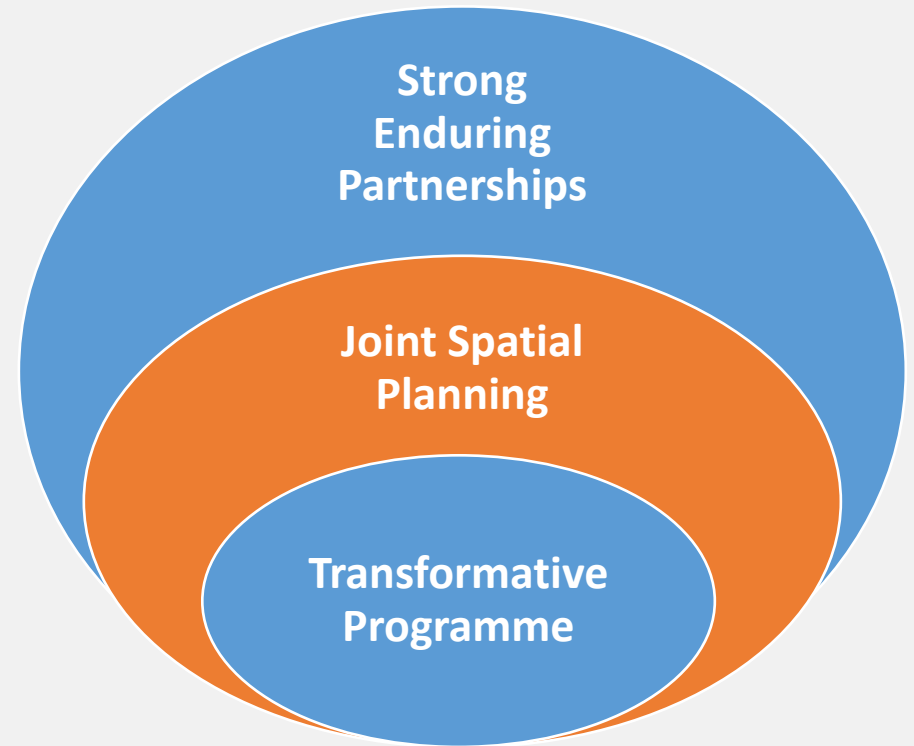 Strong
Enduring
Partnerships
Joint Spatial
Planning
Transformative
Programme